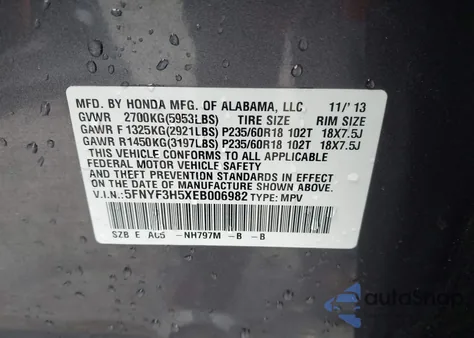 MFD. BY HONDA MFG. OF ALABAMA, LLC 11/'13
GVWR 2700KG(5953LBS) TIRE SIZE RIM SIZE
GAWR F 1325KG(2921LBS) P235/60R18 102T 18X7.5J
GAWR R1450KG(3197LBS) P235/60R18 102T 18X7.5J
THIS VEHICLE CONFORMS TO ALL APPLICABLE
FEDERAL MOTOR VEHICLE SAFETY
AND THEFT PREVENTION STANDARDS IN EFFECT
ON THE DATE OF MANUFACTURE SHOWN ABOVE.
V.I.N.: 5FNYF3H5XEB006982 TYPE: MPV
SZB E AC5 -NH797M -B -B
autoSnap